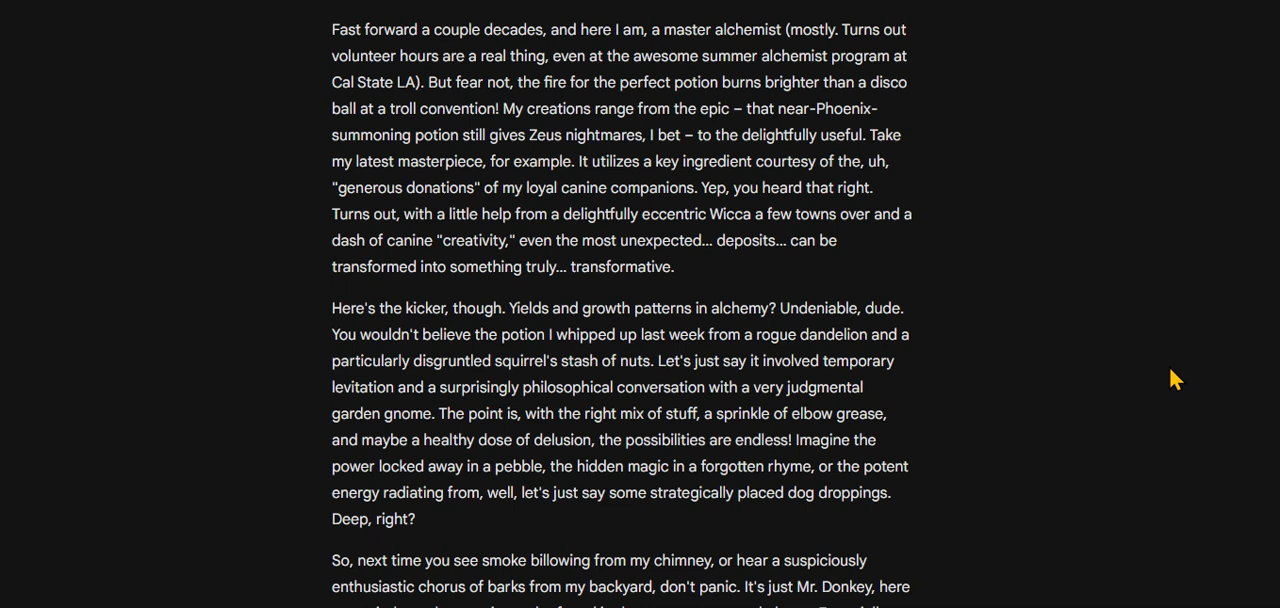 Fast forward a couple decades, and here I am, a master alchemist (mostly. Turns out
volunteer hours are a real thing, even at the awesome summer alchemist program at
Cal State LA). But fear not, the fire for the perfect potion burns brighter than a disco
ball at a troll convention! My creations range from the epic – that near-Phoenix-
summoning potion still gives Zeus nightmares, I bet – to the delightfully useful. Take
my latest masterpiece, for example. It utilizes a key ingredient courtesy of the, uh,
"generous donations" of my loyal canine companions. Yep, you heard that right.
Turns out, with a little help from a delightfully eccentric Wicca a few towns over and a
dash of canine "creativity," even the most unexpected... deposits... can be
transformed into something truly... transformative.
Here's the kicker, though. Yields and growth patterns in alchemy? Undeniable, dude.
You wouldn't believe the potion I whipped up last week from a rogue dandelion and a
particularly disgruntled squirrel's stash of nuts. Let's just say it involved temporary
levitation and a surprisingly philosophical conversation with a very judgmental
garden gnome. The point is, with the right mix of stuff, a sprinkle of elbow grease,
and maybe a healthy dose of delusion, the possibilities are endless! Imagine the
power locked away in a pebble, the hidden magic in a forgotten rhyme, or the potent
energy radiating from, well, let's just say some strategically placed dog droppings.
Deep, right?
So, next time you see smoke billowing from my chimney, or hear a suspiciously
enthusiastic chorus of barks from my backyard, don't panic. It's just Mr. Donkey, here